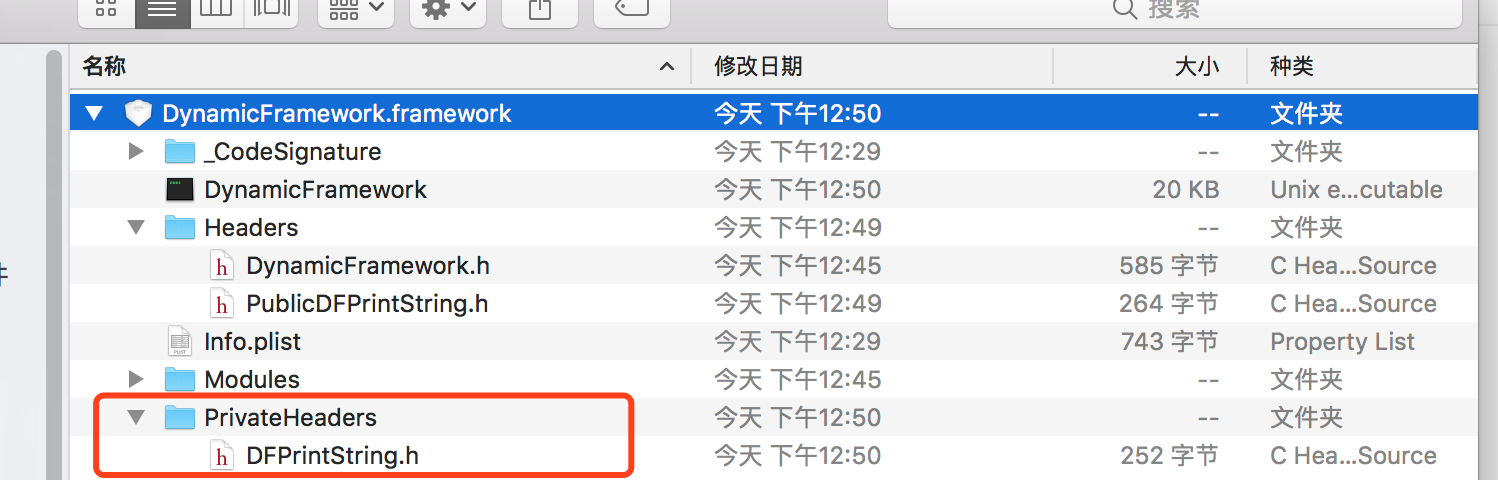 搜索
名称 修改日期 大小 种类
DynamicFramework.framework 今天 下午12:50 -- 文件夹
_CodeSignature 今天 下午12:29 -- 文件夹
DynamicFramework 今天 下午12:50 20 KB Unix e...cutable
Headers 今天 下午12:49 -- 文件夹
DynamicFramework.h 今天 下午12:45 585 字节 C Hea...Source
PublicDFPrintString.h 今天 下午12:49 264 字节 C Hea...Source
Info.plist 今天 下午12:29 743 字节 Property List
Modules 今天 下午12:45 -- 文件夹
PrivateHeaders 今天 下午12:50 -- 文件夹
DFPrintString.h 今天 下午12:50 252 字节 C Hea...Source